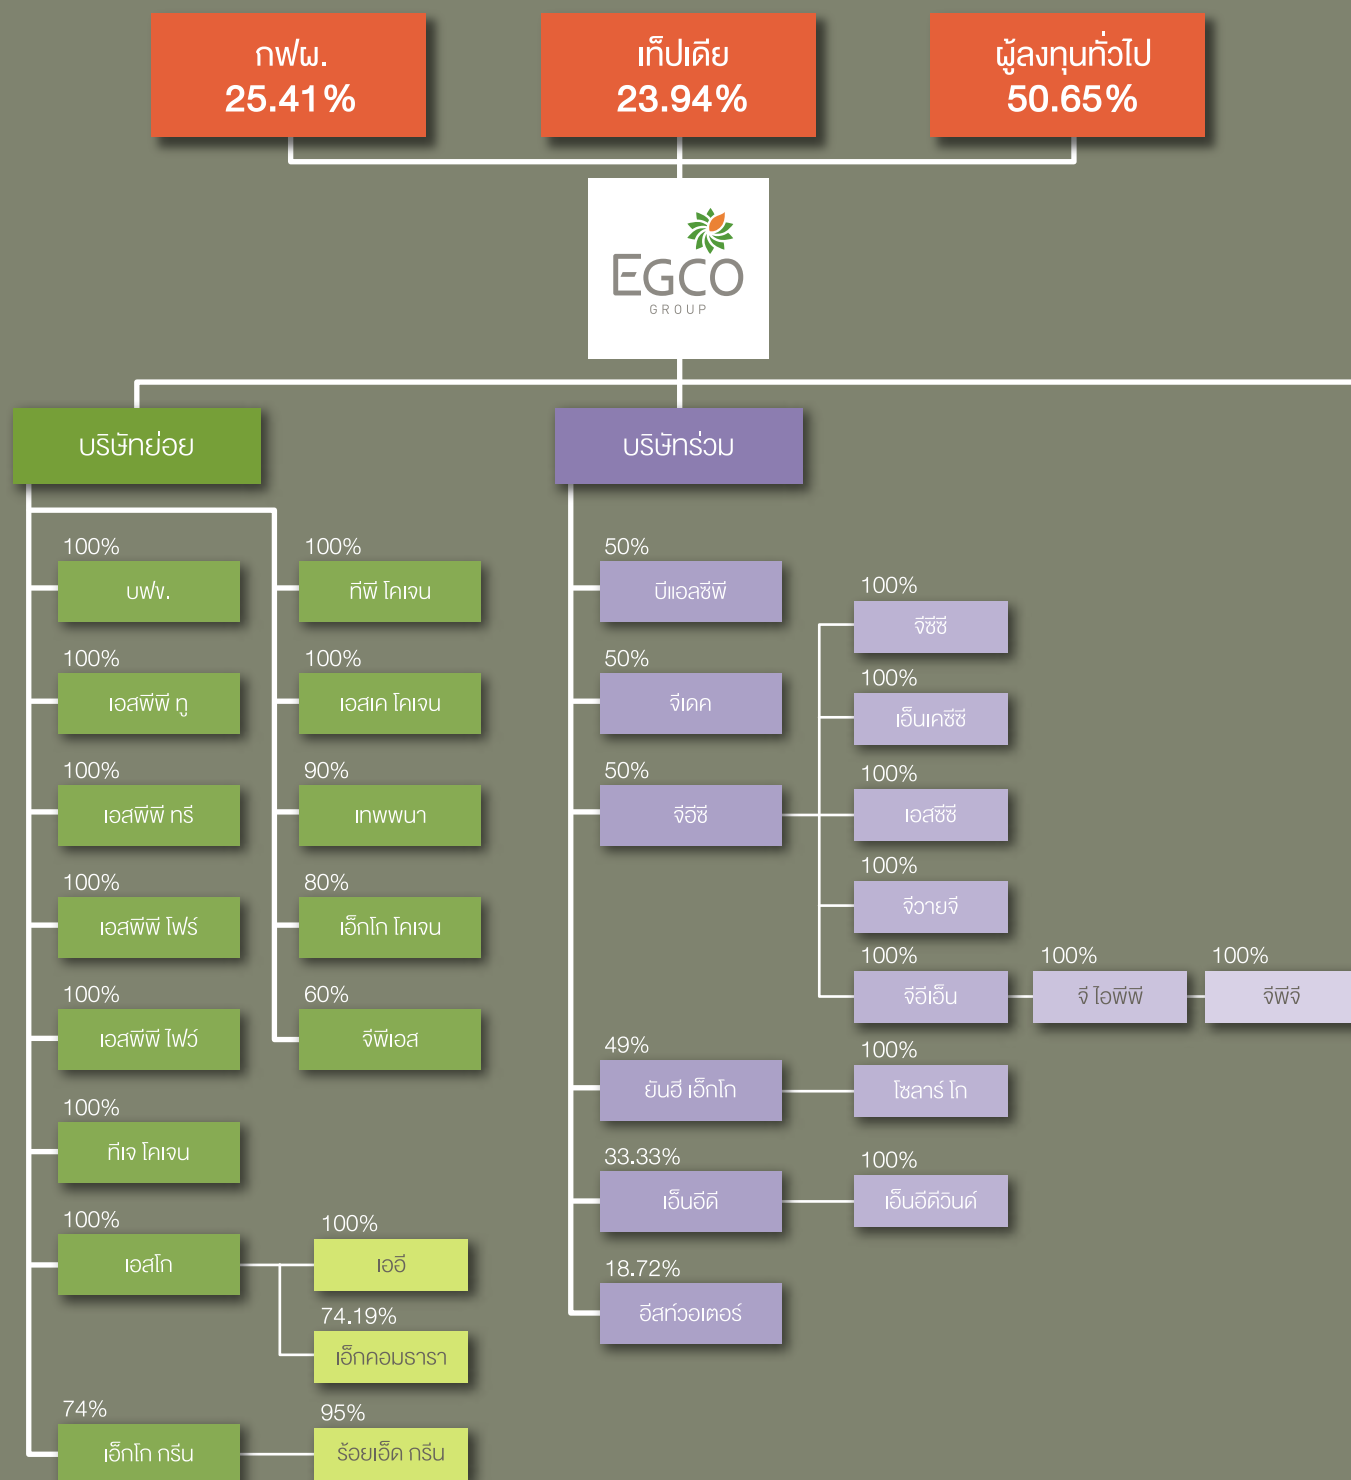 กฟผ.
25.41%
เท็ปเดีย
23.94%
ผู้ลงทุนทั่วไป
50.65%
EGCO
GROUP
บริษัทย่อย
100%
บฟข.
100%
เอสพีพี ทู
100%
เอสพีพี ทรี
100%
เอสพีพี โฟร์
100%
เอสพีพี ไฟว์
100%
ทีเจ โคเจน
100%
เอสโก
100%
เออี
74.19%
เอ็กคอมธารา
74%
เอ็กโก กรีน
95%
ร้อยเอ็ด กรีน
100%
ทีพี โคเจน
100%
เอสเค โคเจน
90%
เทพพนา
80%
เอ็กโก โคเจน
60%
จีพีเอส
บริษัทร่วม
50%
บีแอลซีพี
50%
จีเดค
50%
จีอีซี
100%
จีซีซี
100%
เอ็นเคซีซี
100%
เอสซีซี
100%
จีวายจี
100%
จีอีเอ็น
100%
จี ไอพีพี
100%
จีพีจี
49%
ยันฮี เอ็กโก
100%
โซลาร์ โก
33.33%
เอ็นอีดี
100%
เอ็นอีดีวินด์
18.72%
อีสท์วอเตอร์